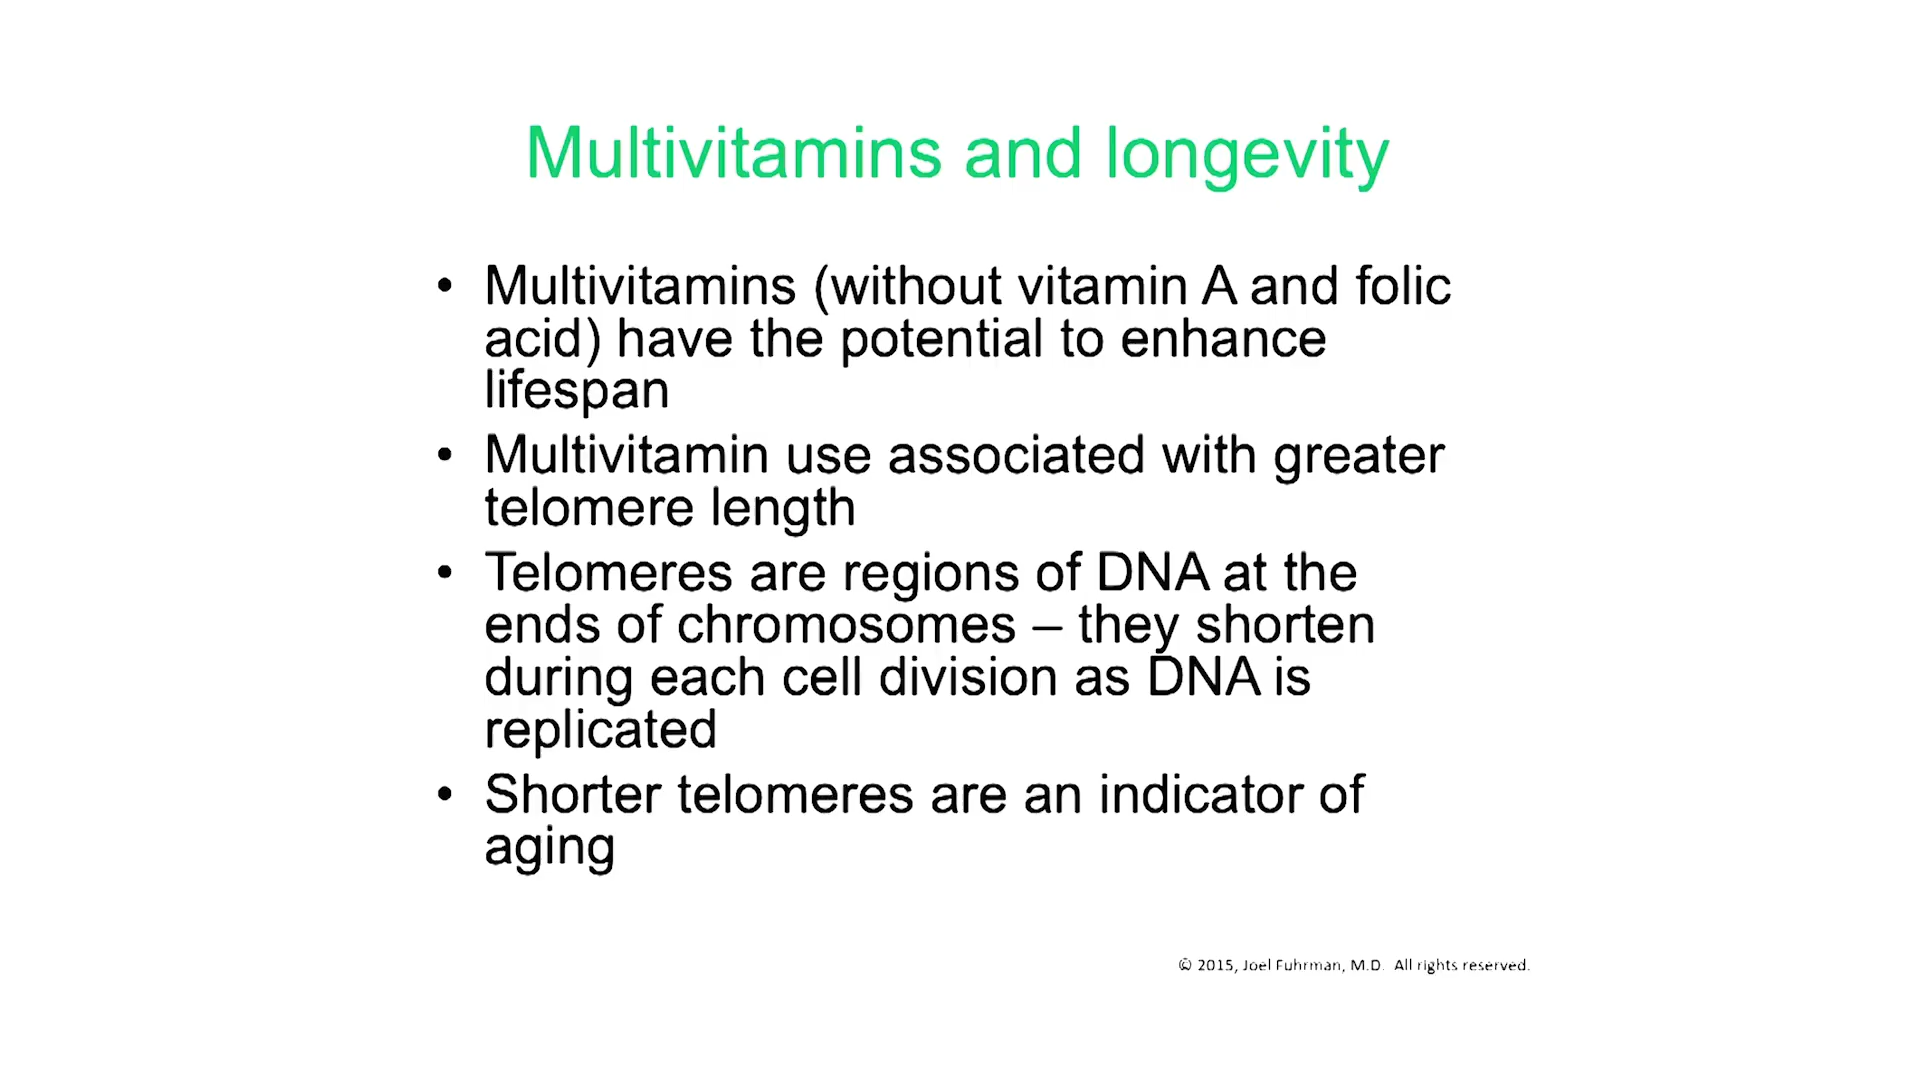 Multivitamins and longevity
• Multivitamins (without vitamin A and folic
acid) have the potential to enhance
lifespan
• Multivitamin use associated with greater
telomere length
• Telomeres are regions of DNA at the
ends of chromosomes – they shorten
during each cell division as DNA is
replicated
• Shorter telomeres are an indicator of
aging
© 2015, Joel Fuhrman, M.D. All rights reserved.